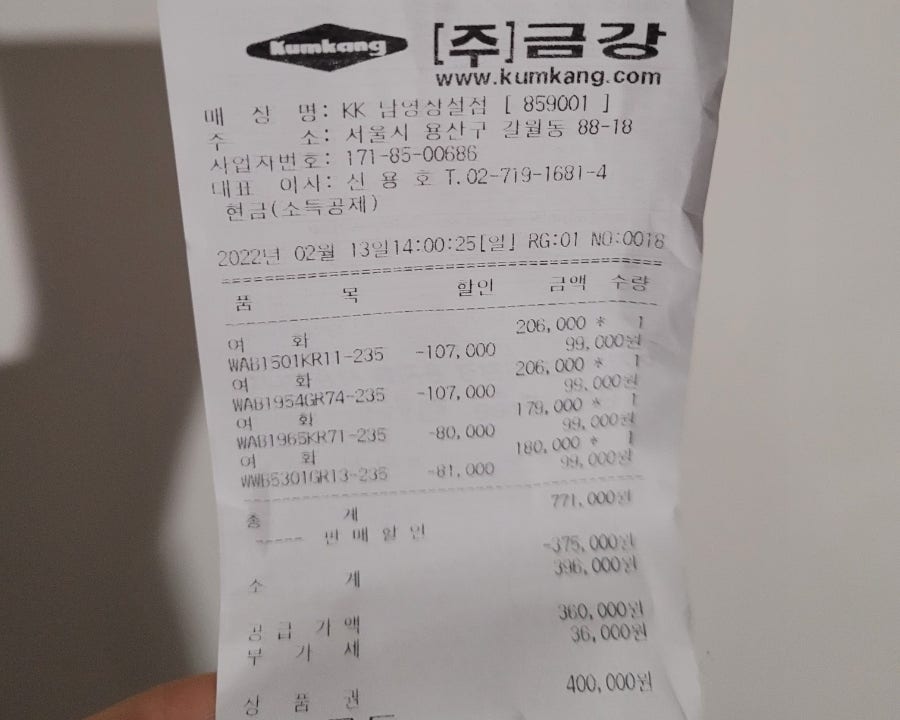 Kumkang [주]금강
www.kumkang.com
매 상 명: KK 남영상설점 [ 859001 ]
주 소: 서울시 용산구 갈월동 88-18
사업자번호: 171-85-00686
대표 이사: 신 용 호 T.02-719-1681-4
현금(소득공제)
2022년 02월 13일14:00:25[일] RG:01 NO:0018
품 목 할인 금액 수량
여 화 206,000 * 1
WAB1501KR11-235 -107,000 99,000원
여 화 206,000 * 1
WAB1954GR74-235 -107,000 99,000원
여 화 179,000 * 1
WAB1965KR71-235 -80,000 99,000원
여 화 180,000 * 1
WWB5301GR13-235 -81,000 99,000원
총 계 771,000원
----- 판 매 할 인 -375,000원
소 계 396,000원
공 급 가 액 360,000원
부 가 세 36,000원
상 품 권 400,000원